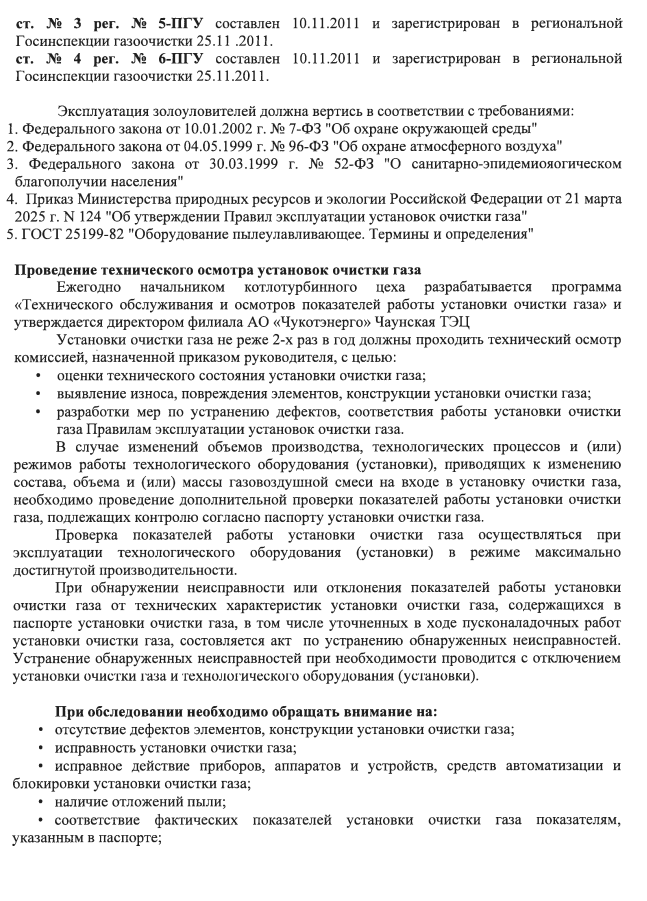 ст. № 3 рег. № 5-ПГУ составлен 10.11.2011 и зарегистрирован в региональной
Госинспекции газоочистки 25.11 .2011.
ст. № 4 рег. № 6-ПГУ составлен 10.11.2011 и зарегистрирован в региональной
Госинспекции газоочистки 25.11.2011.
Эксплуатация золоуловителей должна вертись в соответствии с требованиями:
1. Федерального закона от 10.01.2002 г. № 7-ФЗ "Об охране окружающей среды"
2. Федерального закона от 04.05.1999 г. № 96-ФЗ "Об охране атмосферного воздуха"
3. Федерального закона от 30.03.1999 г. № 52-ФЗ "О санитарно-эпидемиояогическом
благополучии населения"
4. Приказ Министерства природных ресурсов и экологии Российской Федерации от 21 марта
2025 г. N 124 "Об утверждении Правил эксплуатации установок очистки газа"
5. ГОСТ 25199-82 "Оборудование пылеулавливающее. Термины и определения"
Проведение технического осмотра установок очистки газа
Ежегодно начальником котлотурбинного цеха разрабатывается программа
«Технического обслуживания и осмотров показателей работы установки очистки газа» и
утверждается директором филиала АО «Чукотэнерго» Чаунская ТЭЦ
Установки очистки газа не реже 2-х раз в год должны проходить технический осмотр
комиссией, назначенной приказом руководителя, с целью:
• оценки технического состояния установки очистки газа;
• выявление износа, повреждения элементов, конструкции установки очистки газа;
• разработки мер по устранению дефектов, соответствия работы установки очистки
газа Правилам эксплуатации установок очистки газа.
В случае изменений объемов производства, технологических процессов и (или)
режимов работы технологического оборудования (установки), приводящих к изменению
состава, объема и (или) массы газовоздушной смеси на входе в установку очистки газа,
необходимо проведение дополнительной проверки показателей работы установки очистки
газа, подлежащих контролю согласно паспорту установки очистки газа.
Проверка показателей работы установки очистки газа осуществляться при
эксплуатации технологического оборудования (установки) в режиме максимально
достигнутой производительности.
При обнаружении неисправности или отклонения показателей работы установки
очистки газа от технических характеристик установки очистки газа, содержащихся в
паспорте установки очистки газа, в том числе уточненных в ходе пусконаладочных работ
установки очистки газа, состовляется акт по устранению обнаруженных неисправностей.
Устранение обнаруженных неисправностей при необходимости проводится с отключением
установки очистки газа и технологического оборудования (установки).
При обследовании необходимо обращать внимание на:
• отсутствие дефектов элементов, конструкции установки очистки газа;
• исправность установки очистки газа;
• исправное действие приборов, аппаратов и устройств, средств автоматизации и
блокировки установки очистки газа;
• наличие отложений пыли;
• соответствие фактических показателей установки очистки газа показателям,
указанным в паспорте;